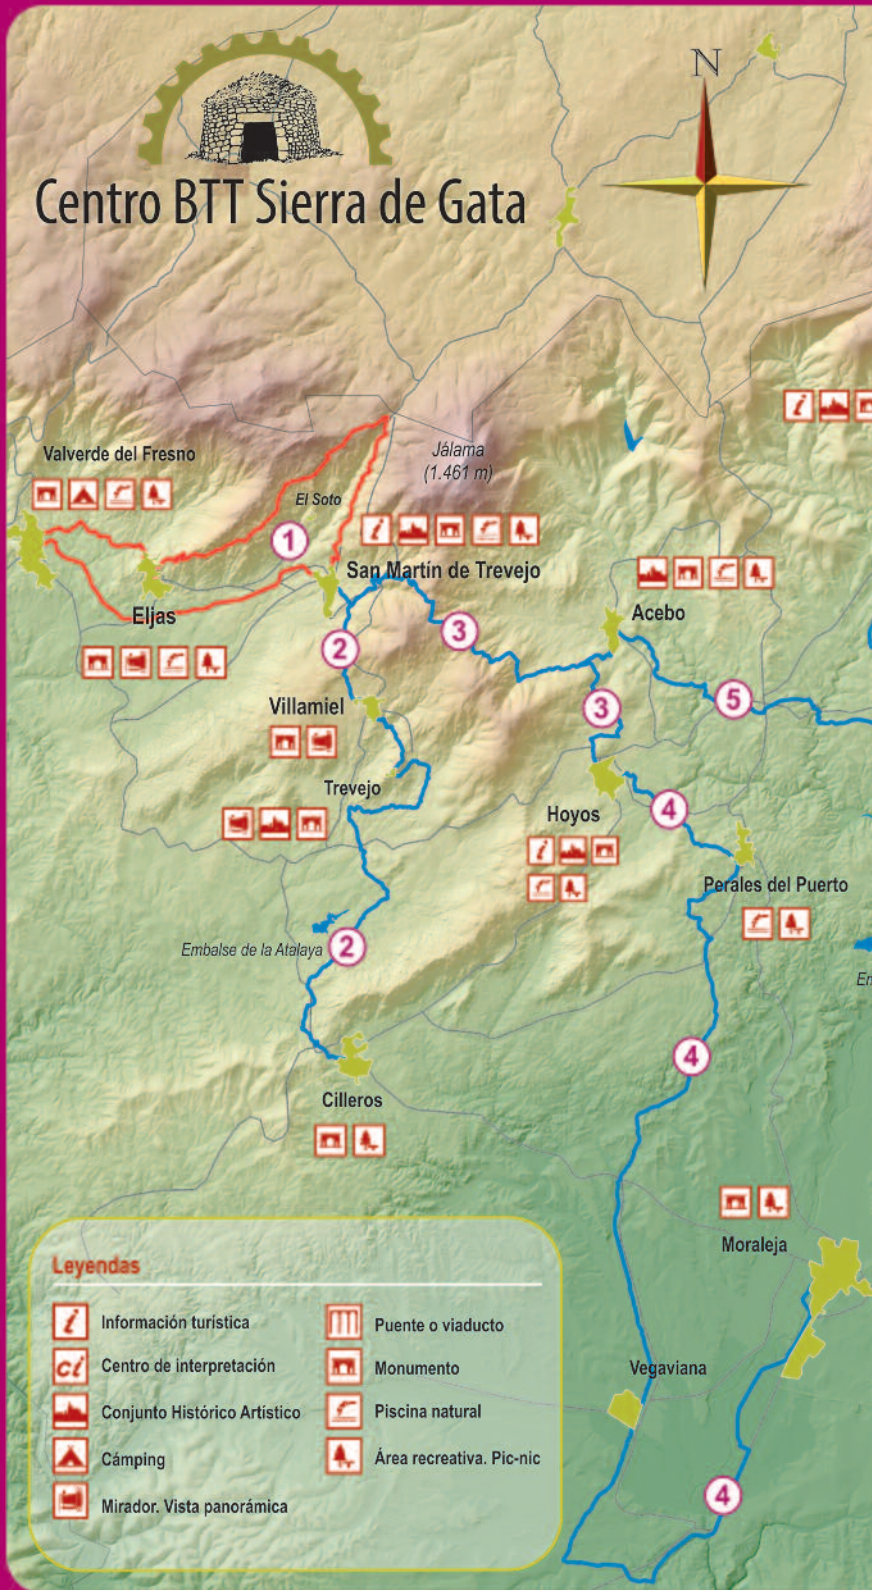 N
Centro BTT Sierra de Gata
Valverde del Fresno
Jálama
(1.461 m)
El Soto
i
i
1
San Martín de Trevejo
Eljas
Acebo
2
3
Villamiel
3
5
Trevejo
Hoyos
4
i
Perales del Puerto
Embalse de la Atalaya
2
En
4
Cilleros
Moraleja
Leyendas
i Información turística
ci Centro de interpretación
Conjunto Histórico Artístico
Cámping
Mirador. Vista panorámica
Puente o viaducto
Monumento
Piscina natural
Área recreativa. Pic-nic
Vegaviana
4